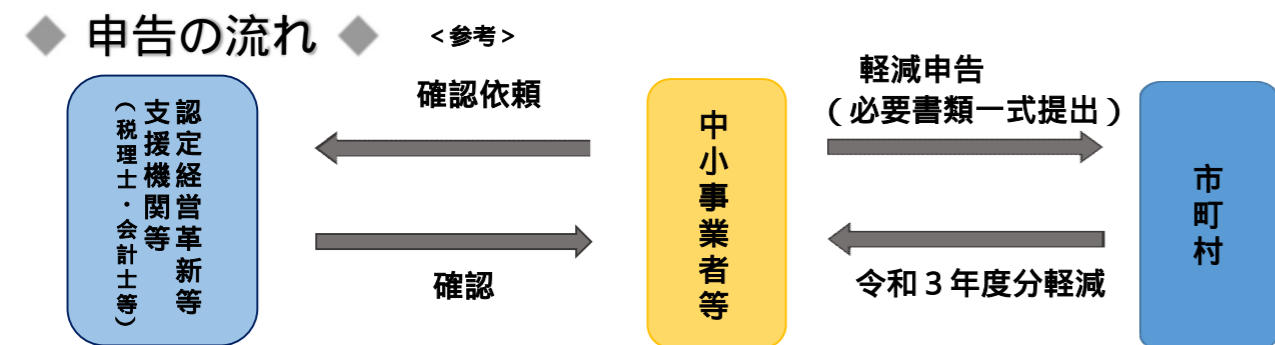 ◆ 申告の流れ ◆ <参考>
認定経営革新等
支援機関等
(税理士・会計士等)
確認依頼
確認
中小事業者等
軽減申告
(必要書類一式提出)
令和３年度分軽減
市町村